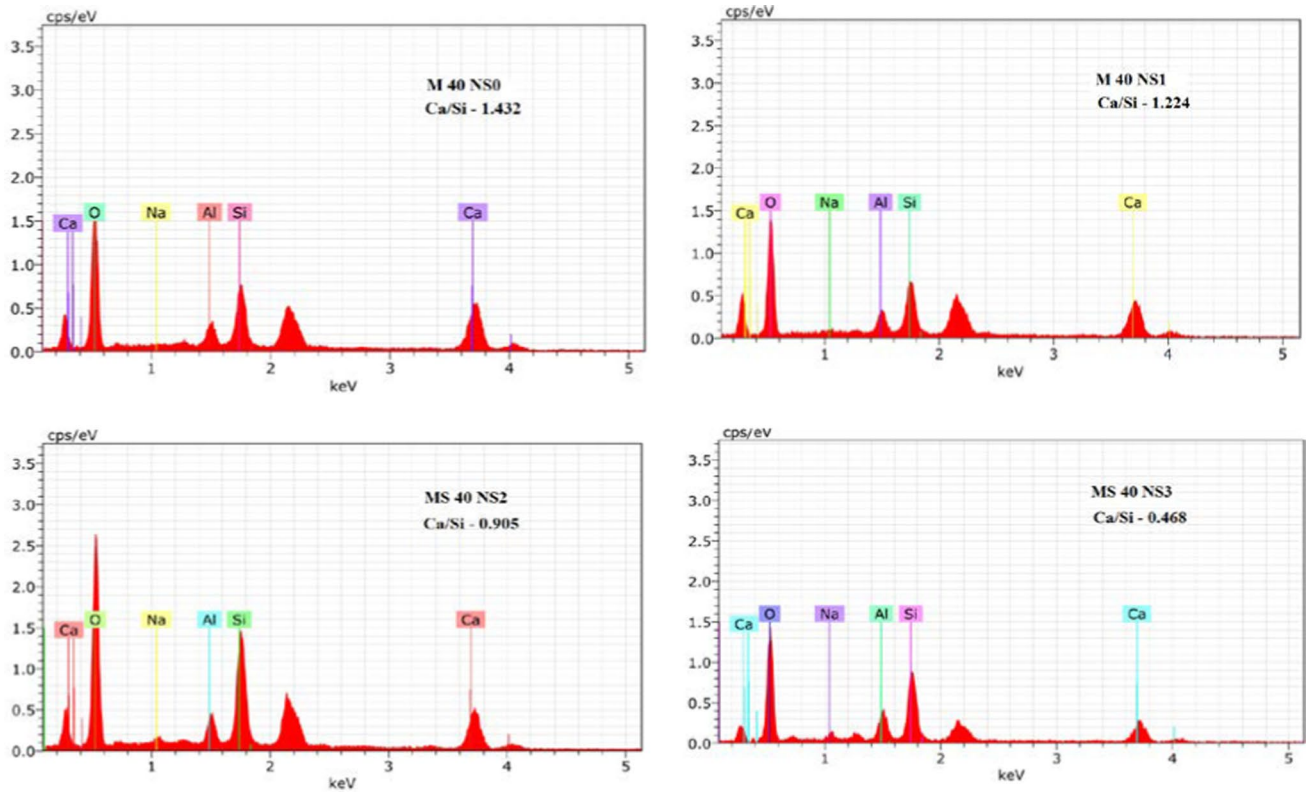 cps/eV
3.5
3.0
2.5
2.0
1.5
1.0
0.5
0.0
M 40 NS0
Ca/Si - 1.432
Ca O Na Al Si Ca
1 2 3 4 5
keV
cps/eV
3.5
3.0
2.5
2.0
1.5
1.0
0.5
0.0
M 40 NS1
Ca/Si - 1.224
Ca O Na Al Si Ca
1 2 3 4 5
keV
cps/eV
3.5
3.0
2.5
2.0
1.5
1.0
0.5
0.0
MS 40 NS2
Ca/Si - 0.905
Ca O Na Al Si Ca
1 2 3 4 5
keV
cps/eV
3.5
3.0
2.5
2.0
1.5
1.0
0.5
0.0
MS 40 NS3
Ca/Si - 0.468
Ca O Na Al Si Ca
1 2 3 4 5
keV